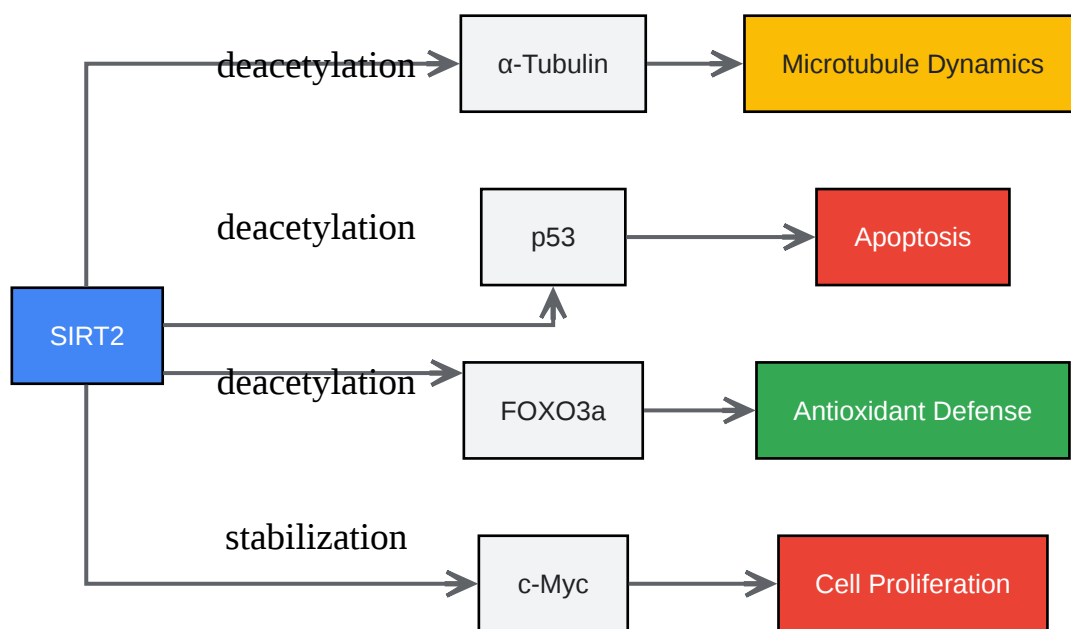 deacetylation
α-Tubulin
Microtubule Dynamics
deacetylation
p53
Apoptosis
SIRT2
deacetylation
FOXO3a
Antioxidant Defense
stabilization
c-Myc
Cell Proliferation